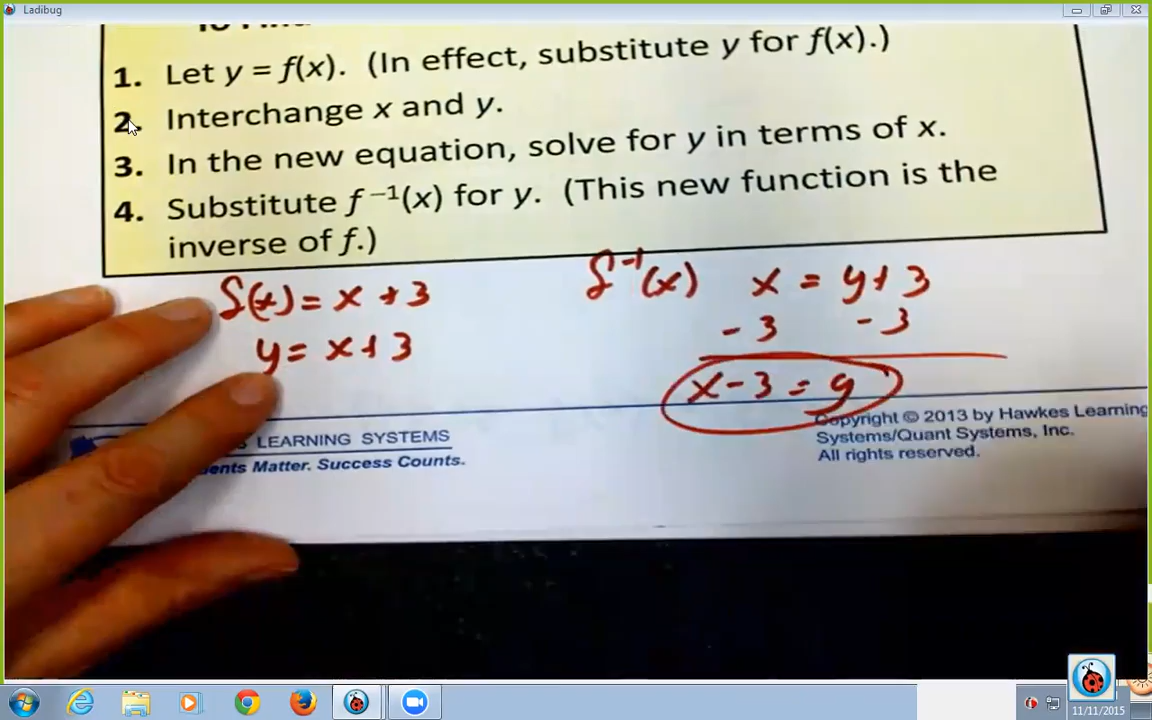 Ladibug
1. Let y = f(x). (In effect, substitute y for f(x).)
2. Interchange x and y.
3. In the new equation, solve for y in terms of x.
4. Substitute f⁻¹(x) for y. (This new function is the
inverse of f.)
f(x) = x + 3
y = x + 3
f⁻¹(x) x = y + 3
- 3 - 3
x - 3 = y
LEARNING SYSTEMS
Matter. Success Counts.
Copyright © 2013 by Hawkes Learning
Systems/Quant Systems, Inc.
All rights reserved.
11/11/2015